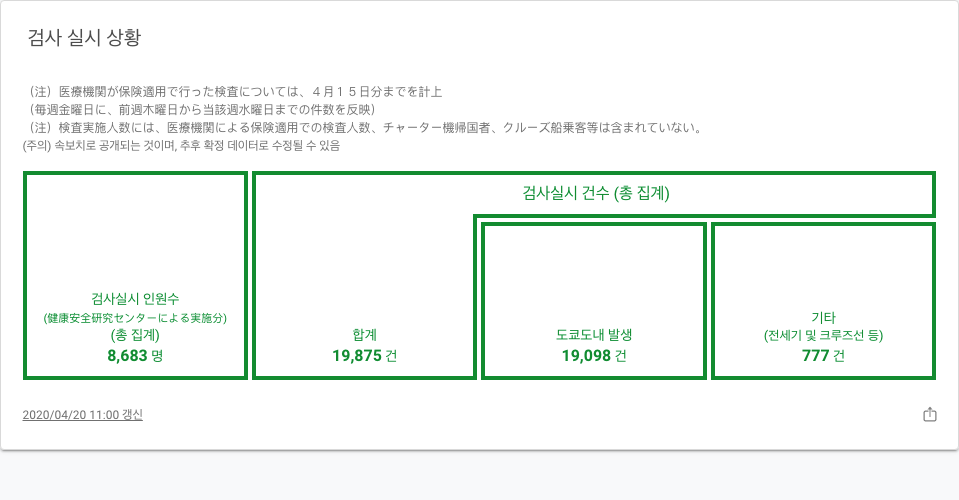 검사 실시 상황
（注）医療機関が保険適用で行った検査については、４月１５日分までを計上
（毎週金曜日に、前週木曜日から当該週水曜日までの件数を反映）
（注）検査実施人数には、医療機関による保険適用での検査人数、チャーター機帰国者、クルーズ船乗客等は含まれていない。
(주의) 속보치로 공개되는 것이며, 추후 확정 데이터로 수정될 수 있음
검사실시 인원수
(健康安全研究センターによる実施分)
(총 집계)
8,683 명
검사실시 건수 (총 집계)
합계
19,875 건
도쿄도내 발생
19,098 건
기타
(전세기 및 크루즈선 등)
777 건
2020/04/20 11:00 갱신